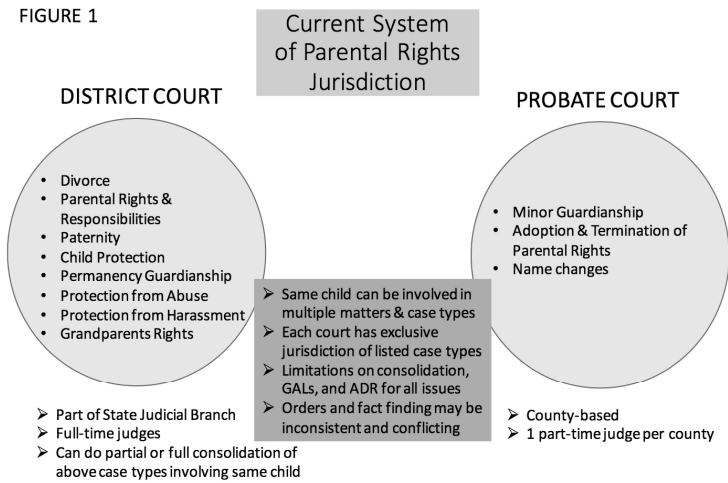 FIGURE 1
Current System
of Parental Rights
Jurisdiction
DISTRICT COURT
• Divorce
• Parental Rights &
Responsibilities
• Paternity
• Child Protection
• Permanency Guardianship
• Protection from Abuse
• Protection from Harassment
• Grandparents Rights
➢ Part of State Judicial Branch
➢ Full-time judges
➢ Can do partial or full consolidation of
above case types involving same child
➢ Same child can be involved in
multiple matters & case types
➢ Each court has exclusive
jurisdiction of listed case types
➢ Limitations on consolidation,
GALs, and ADR for all issues
➢ Orders and fact finding may be
inconsistent and conflicting
PROBATE COURT
• Minor Guardianship
• Adoption & Termination of
Parental Rights
• Name changes
➢ County-based
➢ 1 part-time judge per county